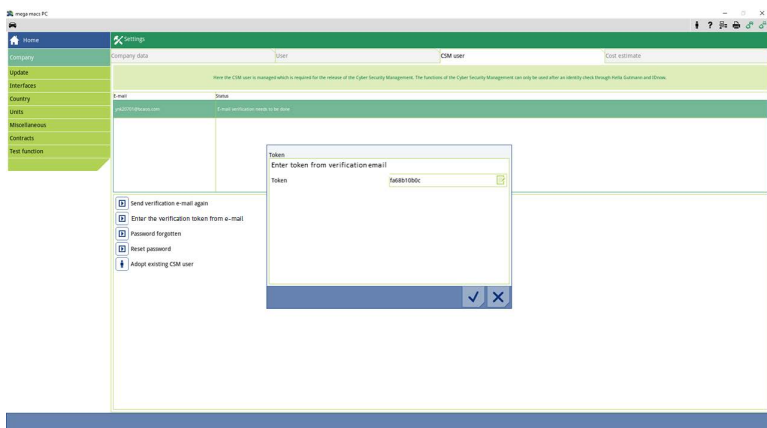 mega macs PC
Home
Settings
Company
Company data
User
CSM user
Cost estimate
Update
Interfaces
Country
Units
Miscellaneous
Contracts
Test function
Here the CSM user is managed which is required for the release of the Cyber Security Management. The functions of the Cyber Security Management can only be used after an identity check through Hella Gutmann and IDnow.
E-mail
Status
E-mail verification needs to be done
Token
Enter token from verification email
Token
fa68b10b0c
Send verification e-mail again
Enter the verification token from e-mail
Password forgotten
Reset password
Adopt existing CSM user